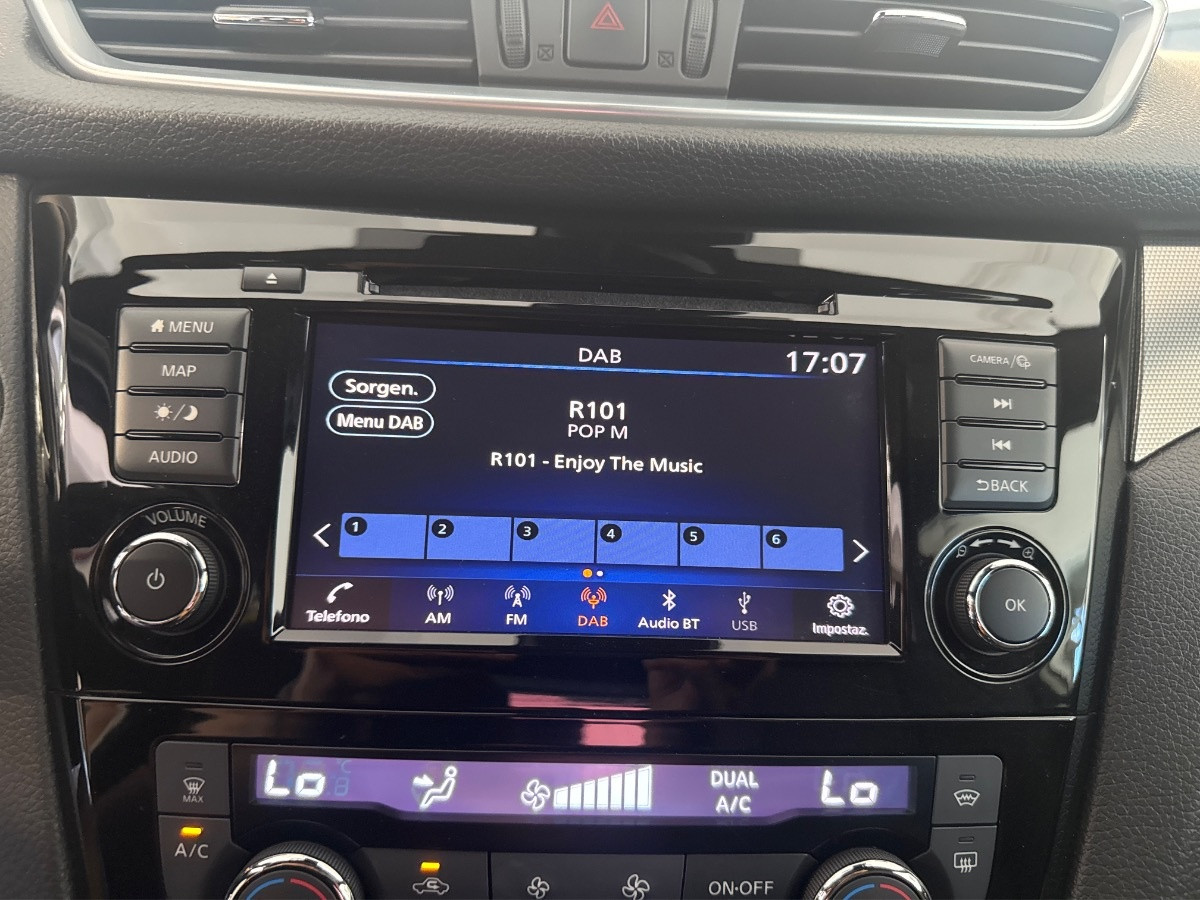 MENU
MAP
AUDIO
VOLUME
DAB
17:07
Sorgen.
Menu DAB
R101
POP M
R101 - Enjoy The Music
1
2
3
4
5
6
Telefono
AM
FM
DAB
Audio BT
USB
Impostaz.
CAMERA/
BACK
OK
MAX
A/C
Lo
DUAL
A/C
Lo
ON·OFF